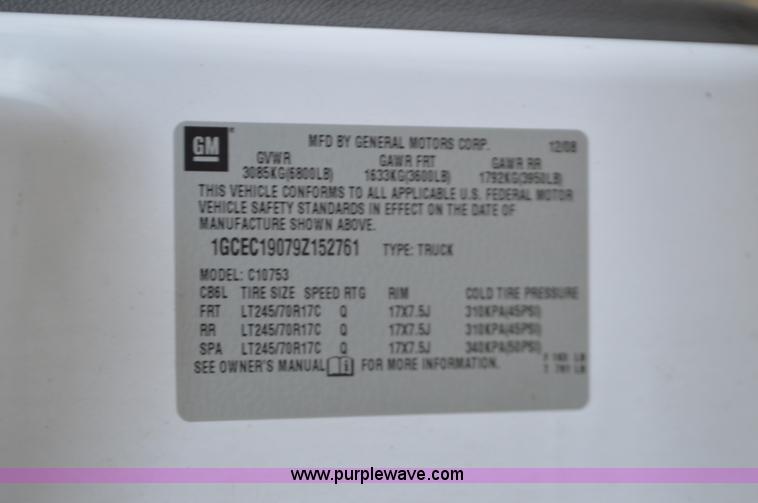 GM
MFD BY GENERAL MOTORS CORP. 12/08
GVWR GAWR FRT GAWR RR
3085KG(6800LB) 1633KG(3600LB) 1792KG(3950LB)
THIS VEHICLE CONFORMS TO ALL APPLICABLE U.S. FEDERAL MOTOR
VEHICLE SAFETY STANDARDS IN EFFECT ON THE DATE OF
MANUFACTURE SHOWN ABOVE.
1GCEC19079Z152761 TYPE: TRUCK
MODEL: C10753
CB6L TIRE SIZE SPEED RTG RIM COLD TIRE PRESSURE
FRT LT245/70R17C Q 17X7.5J 310KPA(45PSI)
RR LT245/70R17C Q 17X7.5J 310KPA(45PSI)
SPA LT245/70R17C Q 17X7.5J 340KPA(50PSI)
SEE OWNER'S MANUAL FOR MORE INFORMATION.
www.purplewave.com